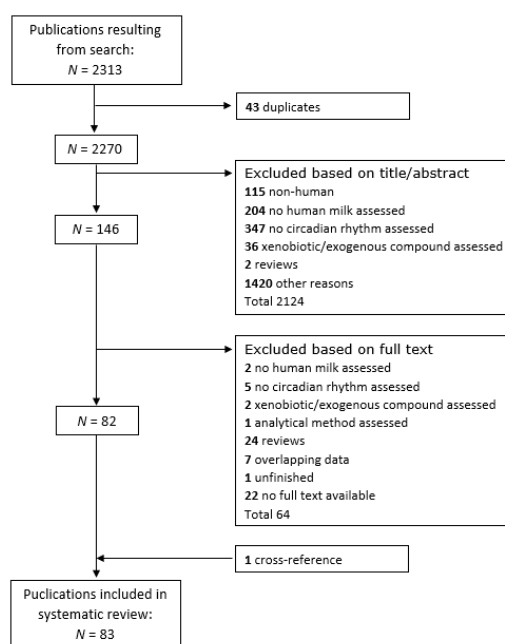 Publications resulting
from search:
N = 2313
43 duplicates
N = 2270
Excluded based on title/abstract
115 non-human
204 no human milk assessed
347 no circadian rhythm assessed
36 xenobiotic/exogenous compound assessed
2 reviews
1420 other reasons
Total 2124
N = 146
Excluded based on full text
2 no human milk assessed
5 no circadian rhythm assessed
2 xenobiotic/exogenous compound assessed
1 analytical method assessed
24 reviews
7 overlapping data
1 unfinished
22 no full text available
Total 64
N = 82
1 cross-reference
Puclications included in
systematic review:
N = 83